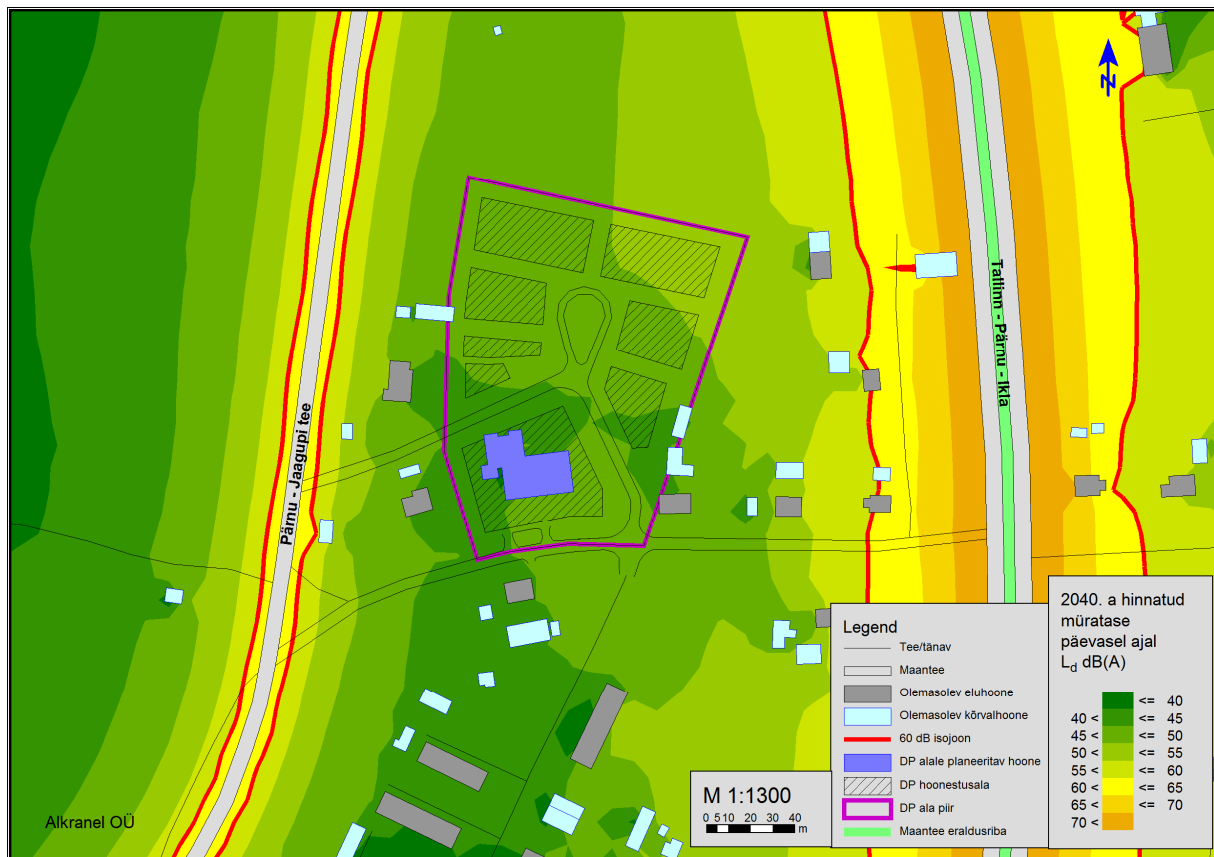 N
Tallinn - Pärnu - Ikla
Pärnu - Jaagupi tee
Alkranel OÜ
M 1:1300
0 5 10 20 30 40
m
Legend
Tee/tänav
Maantee
Olemasolev eluhoone
Olemasolev kõrvalhoone
60 dB isojoon
DP alale planeeritav hoone
DP hoonestusala
DP ala piir
Maantee eraldusriba
2040. a hinnatud
müratase
päevasel ajal
Ld dB(A)
<= 40
40 < <= 45
45 < <= 50
50 < <= 55
55 < <= 60
60 < <= 65
65 < <= 70
70 <